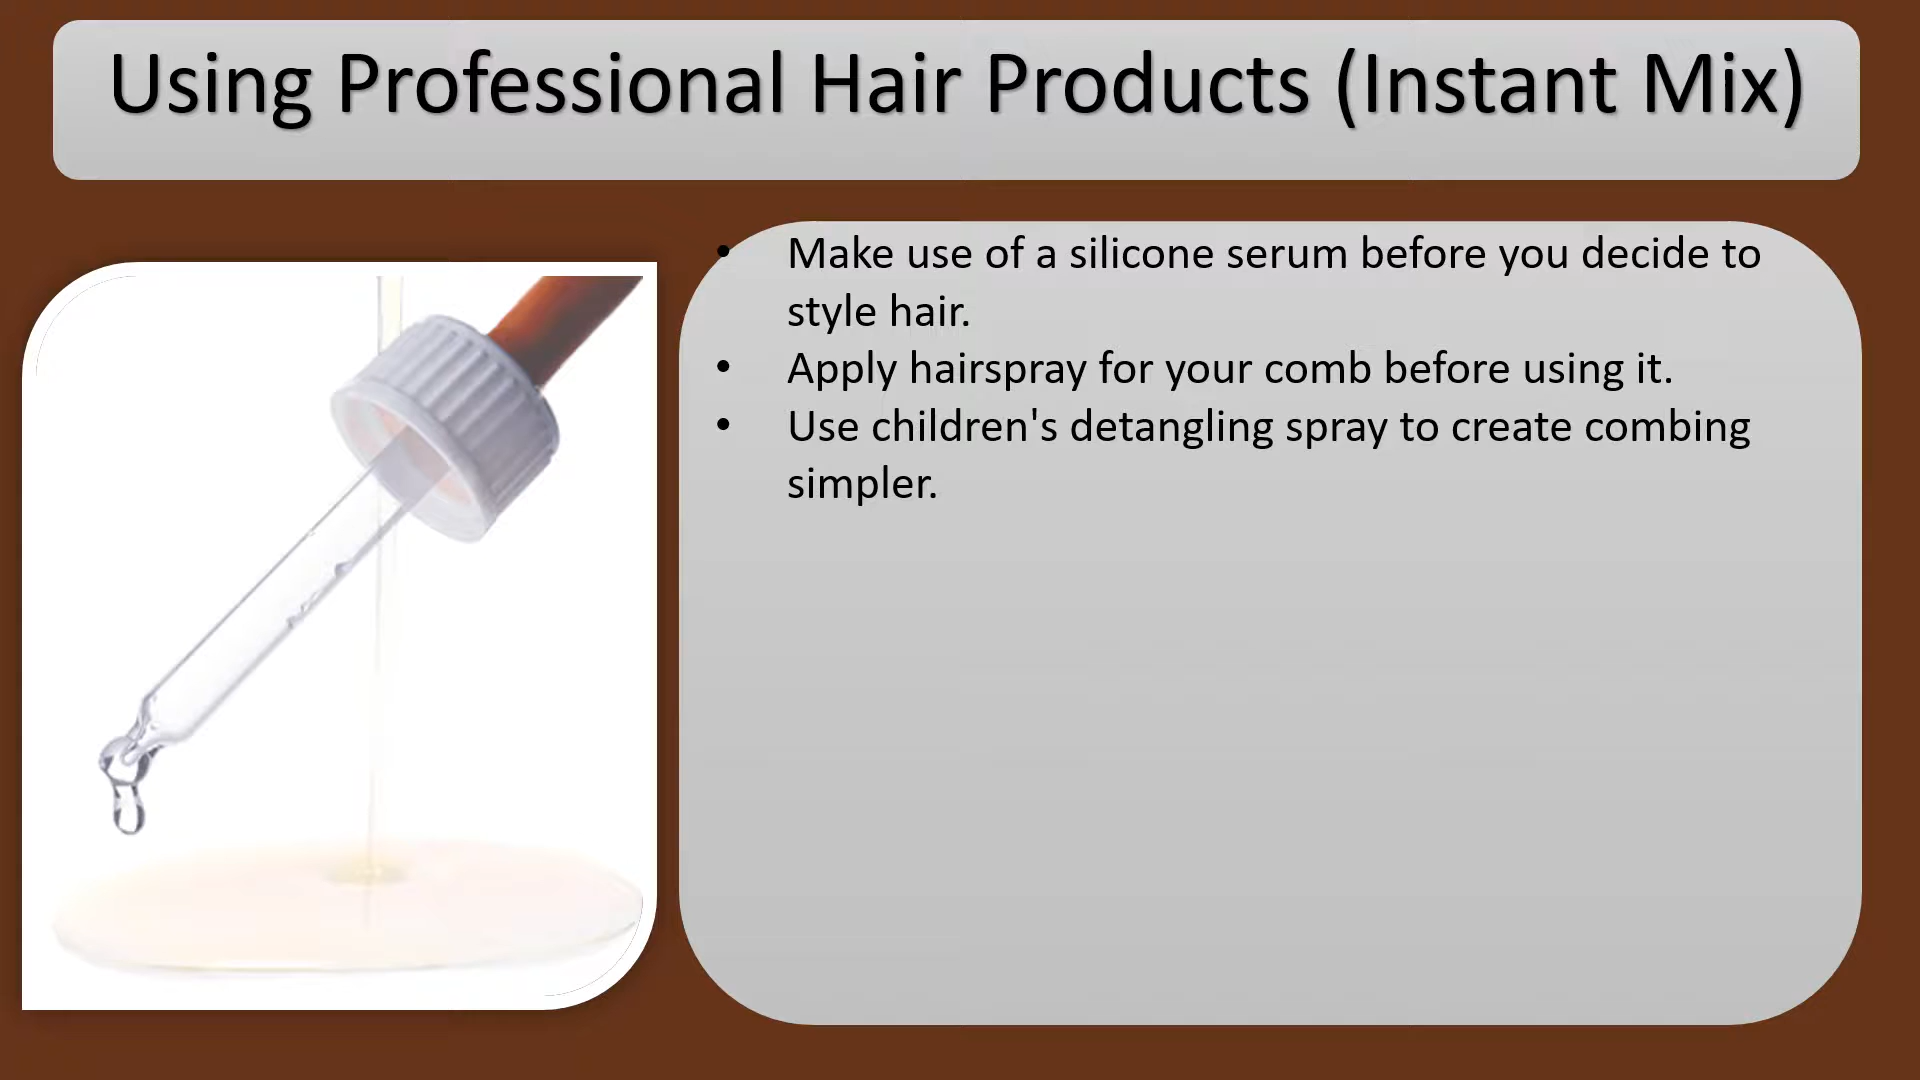 Using Professional Hair Products (Instant Mix)
• Make use of a silicone serum before you decide to
style hair.
• Apply hairspray for your comb before using it.
• Use children's detangling spray to create combing
simpler.